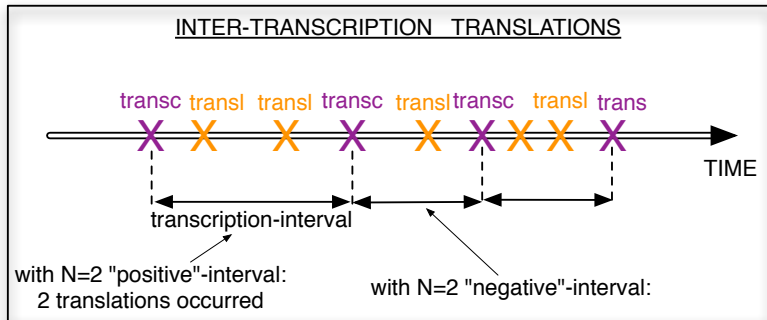 INTER-TRANSCRIPTION TRANSLATIONS
transc transl transl transc transl transc transl trans
TIME
transcription-interval
with N=2 "positive"-interval:
2 translations occurred
with N=2 "negative"-interval: